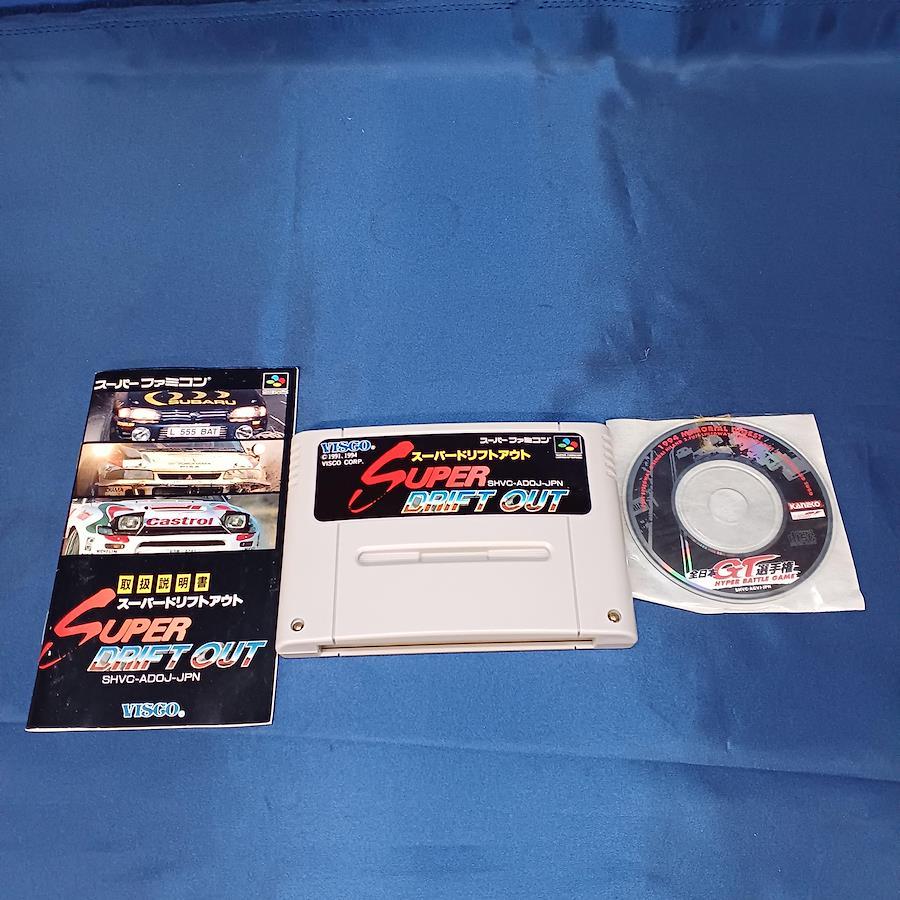 スーパーファミコン
SUBARU
L 555 BAT
Castrol
MICHELIN
取扱説明書
スーパードリフトアウト
SUPER
DRIFT OUT
SHVC-ADOJ-JPN
VISCO®
VISCO®
©1991,1994
VISCO CORP.
スーパーファミコン
スーパードリフトアウト
SUPER
SHVC-ADOJ-JPN
DRIFT OUT
1994 MEMORIAL DIGEST
KANEKO
全日本GT選手権
HYPER BATTLE GAME